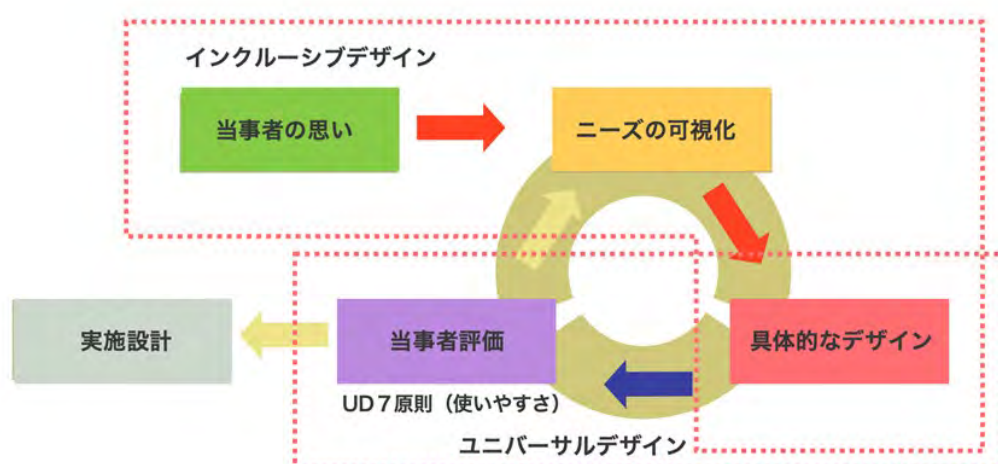 インクルーシブデザイン
当事者の思い
ニーズの可視化
実施設計
当事者評価
具体的なデザイン
UD７原則（使いやすさ）
ユニバーサルデザイン